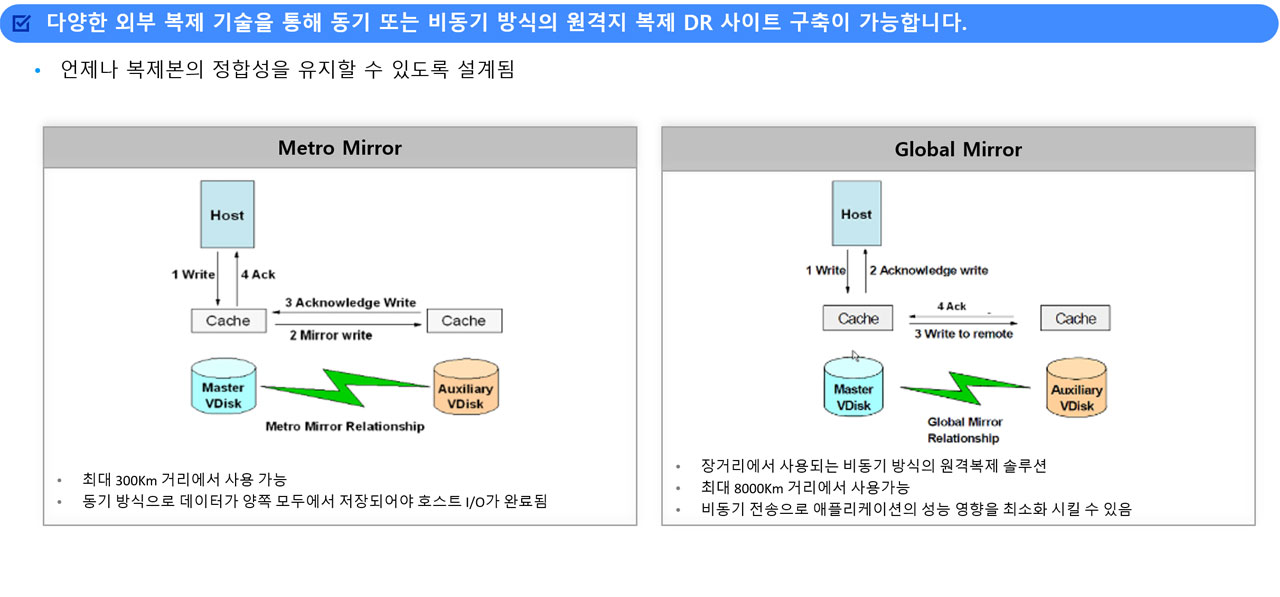 다양한 외부 복제 기술을 통해 동기 또는 비동기 방식의 원격지 복제 DR 사이트 구축이 가능합니다.
• 언제나 복제본의 정합성을 유지할 수 있도록 설계됨
Metro Mirror
Host
1 Write
4 Ack
3 Acknowledge Write
Cache
Cache
2 Mirror write
Master
VDisk
Auxiliary
VDisk
Metro Mirror Relationship
• 최대 300Km 거리에서 사용 가능
• 동기 방식으로 데이터가 양쪽 모두에서 저장되어야 호스트 I/O가 완료됨
Global Mirror
Host
1 Write
2 Acknowledge write
4 Ack
Cache
Cache
3 Write to remote
Master
VDisk
Auxiliary
VDisk
Global Mirror
Relationship
• 장거리에서 사용되는 비동기 방식의 원격복제 솔루션
• 최대 8000Km 거리에서 사용가능
• 비동기 전송으로 애플리케이션의 성능 영향을 최소화 시킬 수 있음